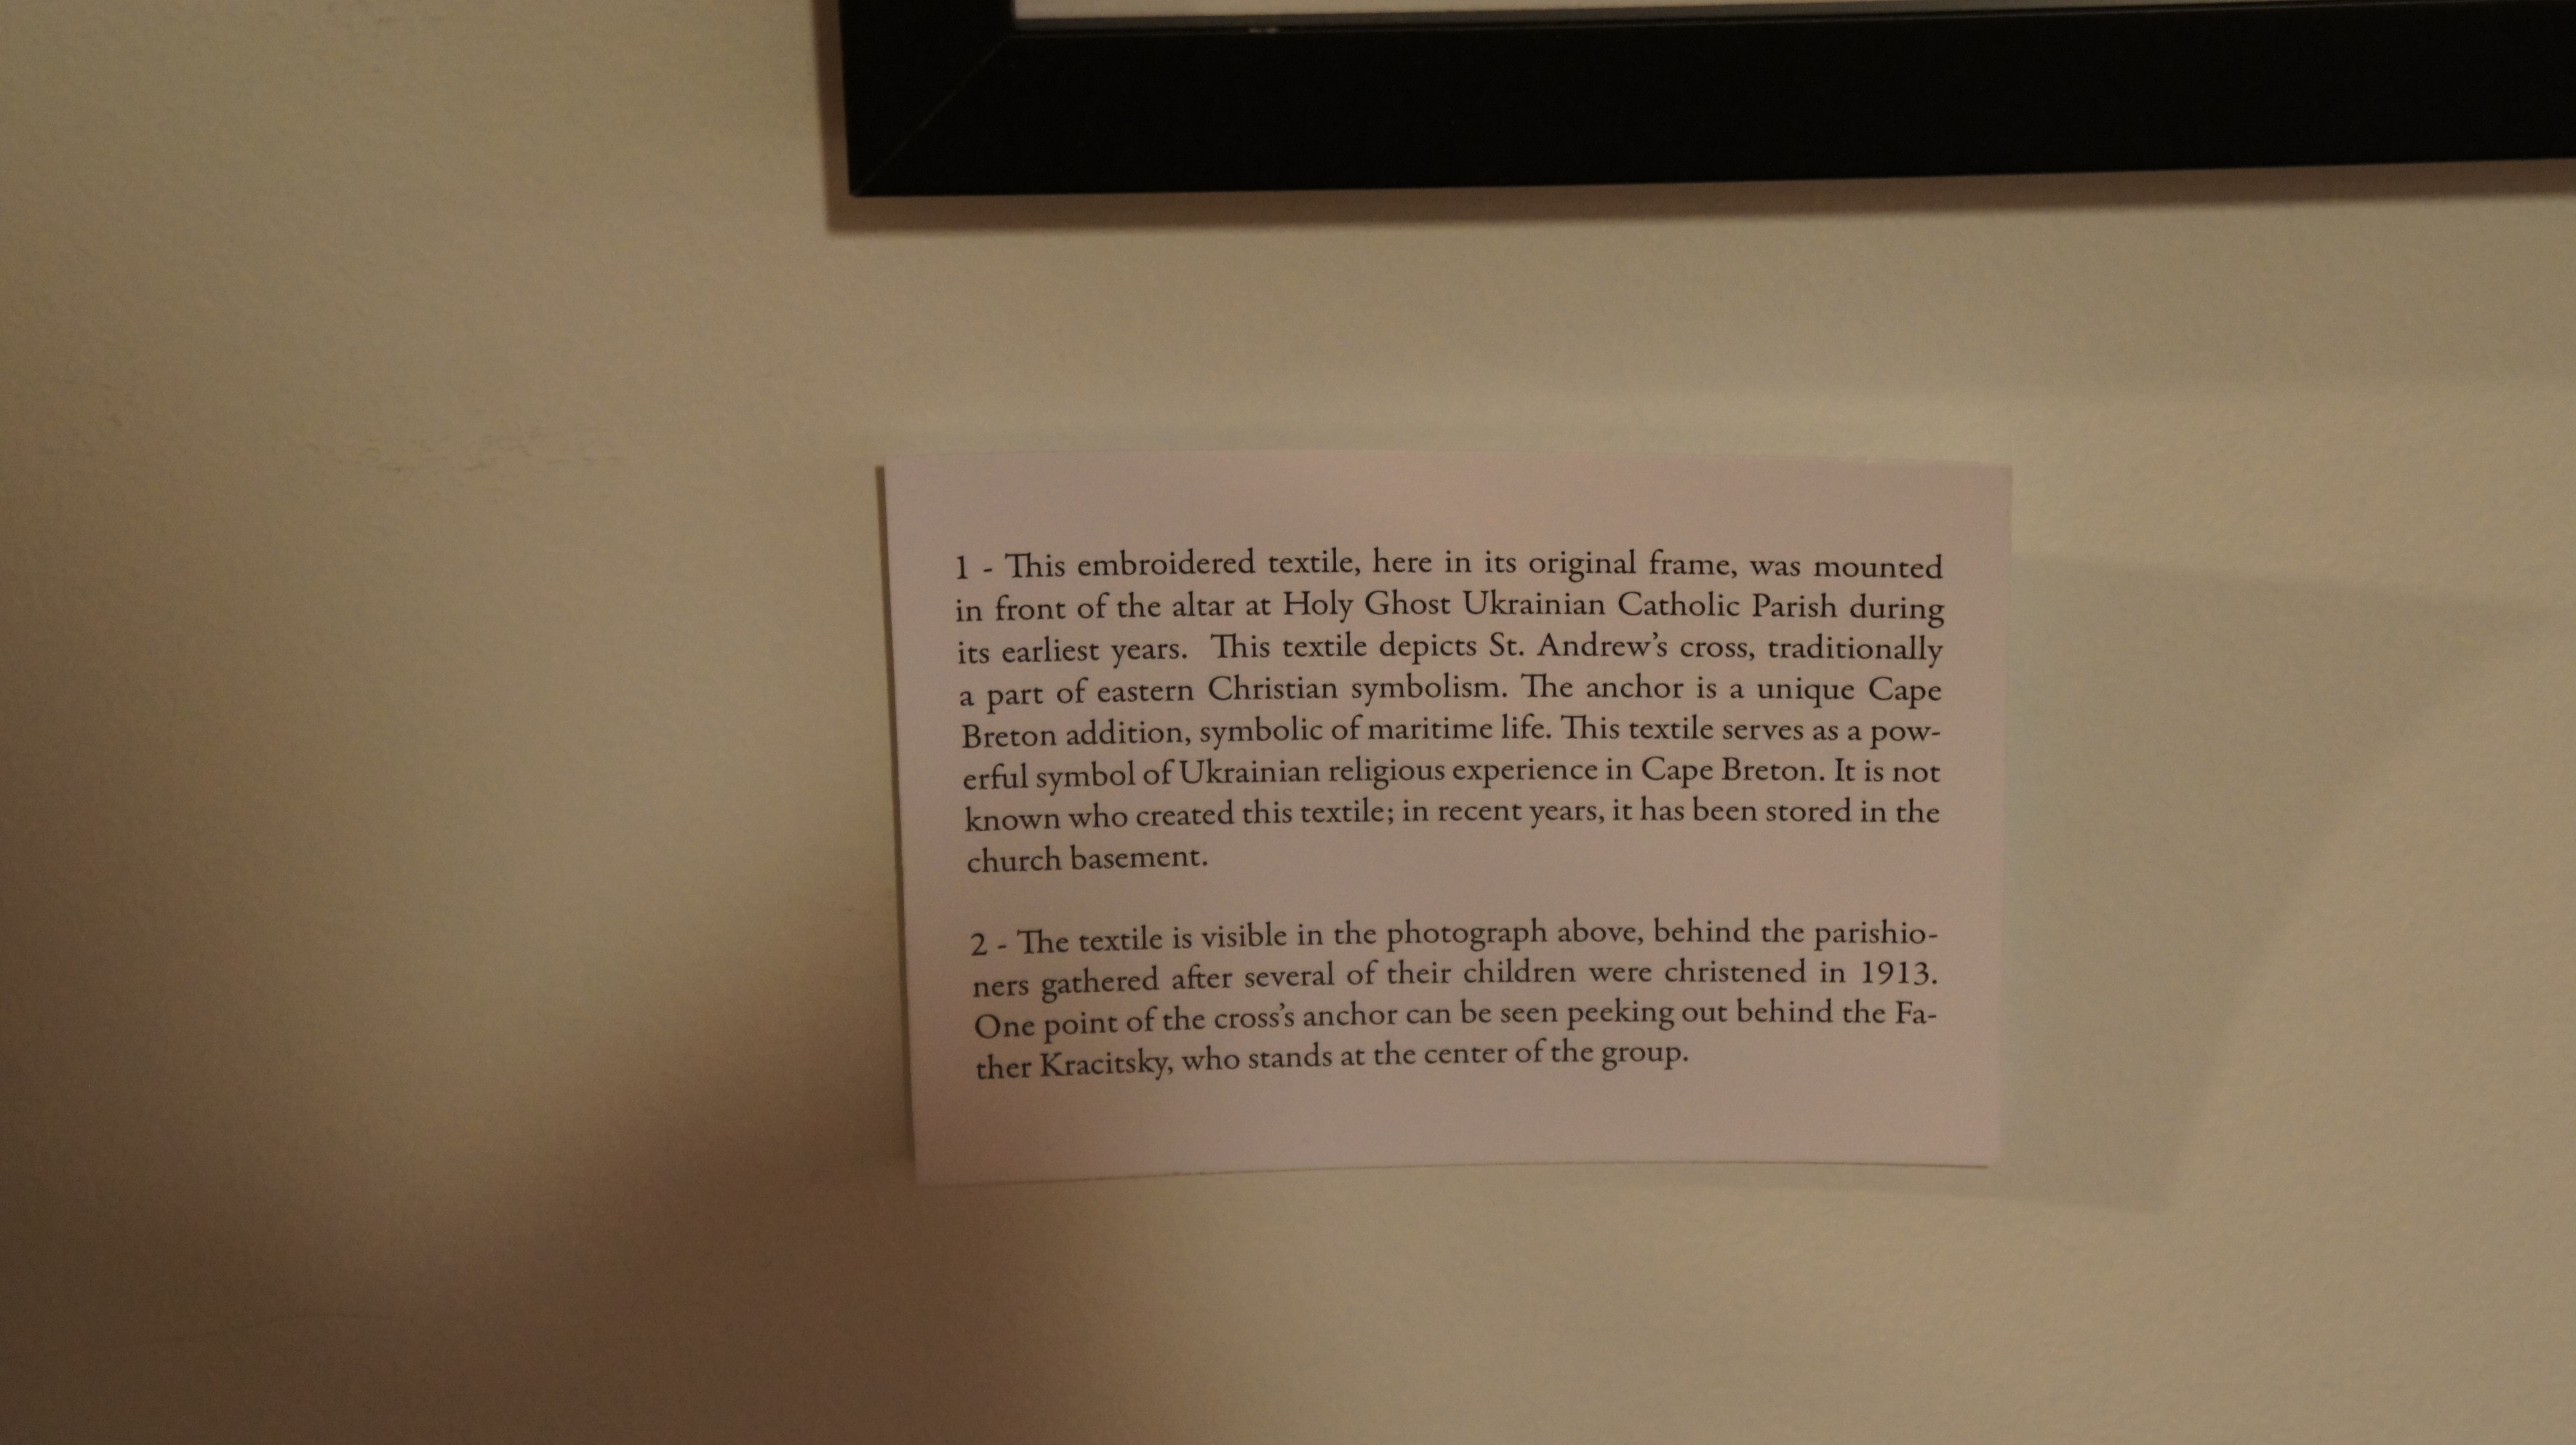 1 - This embroidered textile, here in its original frame, was mounted
in front of the altar at Holy Ghost Ukrainian Catholic Parish during
its earliest years. This textile depicts St. Andrew’s cross, traditionally
a part of eastern Christian symbolism. The anchor is a unique Cape
Breton addition, symbolic of maritime life. This textile serves as a pow-
erful symbol of Ukrainian religious experience in Cape Breton. It is not
known who created this textile; in recent years, it has been stored in the
church basement.
2 - The textile is visible in the photograph above, behind the parishio-
ners gathered after several of their children were christened in 1913.
One point of the cross’s anchor can be seen peeking out behind the Fa-
ther Kracitsky, who stands at the center of the group.